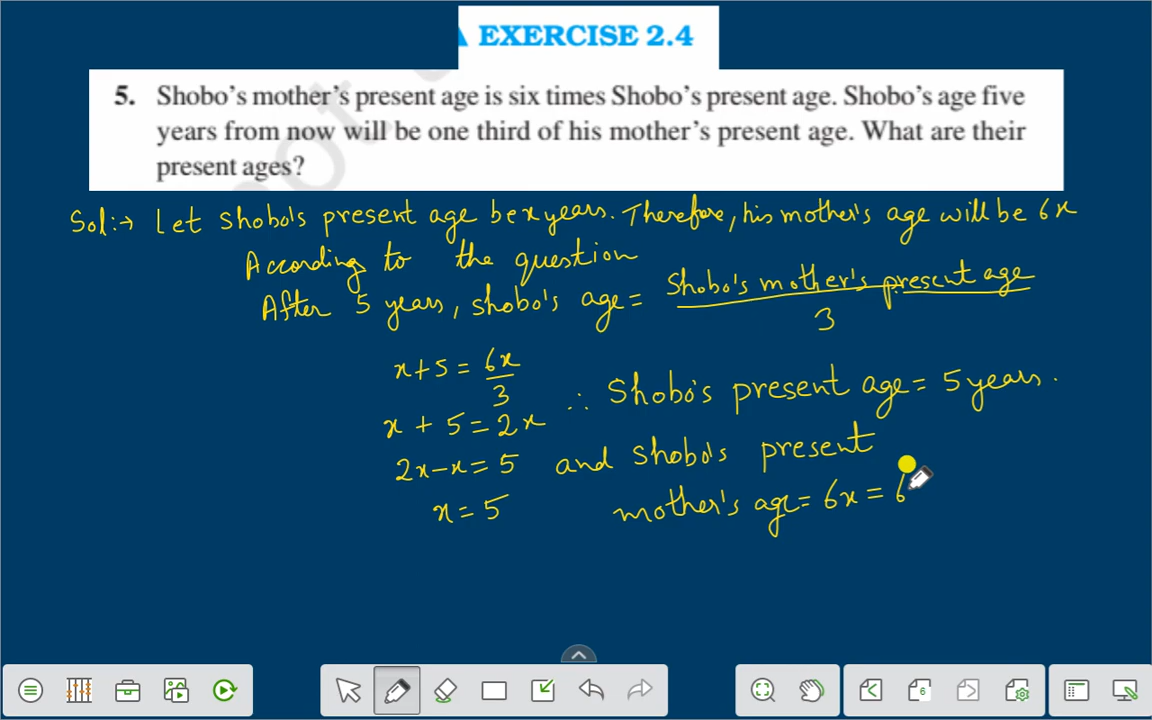 EXERCISE 2.4
5. Shobo's mother's present age is six times Shobo's present age. Shobo's age five
years from now will be one third of his mother's present age. What are their
present ages?
Sol:→ Let Shobo's present age be x years. Therefore, his mother's age will be 6x
According to the question
After 5 years, Shobo's age = Shobo's mother's present age / 3
x + 5 = 6x / 3
x + 5 = 2x
2x - x = 5
x = 5
∴ Shobo's present age = 5 years.
and Shobo's present
mother's age = 6x = 6
6